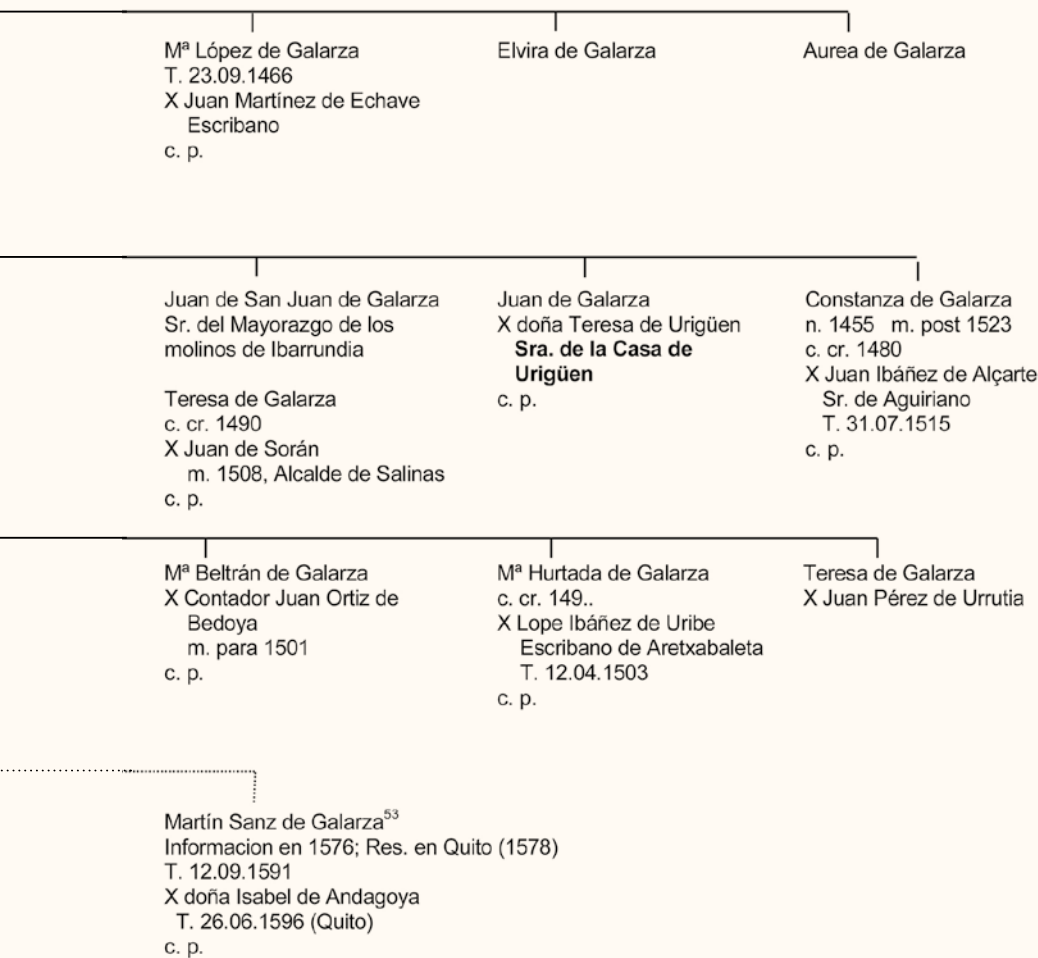 Mª López de Galarza
T. 23.09.1466
X Juan Martínez de Echave
Escribano
c. p.
Elvira de Galarza
Aurea de Galarza
Juan de San Juan de Galarza
Sr. del Mayorazgo de los
molinos de Ibarrundia
Teresa de Galarza
c. cr. 1490
X Juan de Során
m. 1508, Alcalde de Salinas
c. p.
Juan de Galarza
X doña Teresa de Urigüen
Sra. de la Casa de
Urigüen
c. p.
Constanza de Galarza
n. 1455 m. post 1523
c. cr. 1480
X Juan Ibáñez de Alçarte
Sr. de Aguiriano
T. 31.07.1515
c. p.
Mª Beltrán de Galarza
X Contador Juan Ortiz de
Bedoya
m. para 1501
c. p.
Mª Hurtada de Galarza
c. cr. 149..
X Lope Ibáñez de Uribe
Escribano de Aretxabaleta
T. 12.04.1503
c. p.
Teresa de Galarza
X Juan Pérez de Urrutia
Martín Sanz de Galarza53
Informacion en 1576; Res. en Quito (1578)
T. 12.09.1591
X doña Isabel de Andagoya
T. 26.06.1596 (Quito)
c. p.